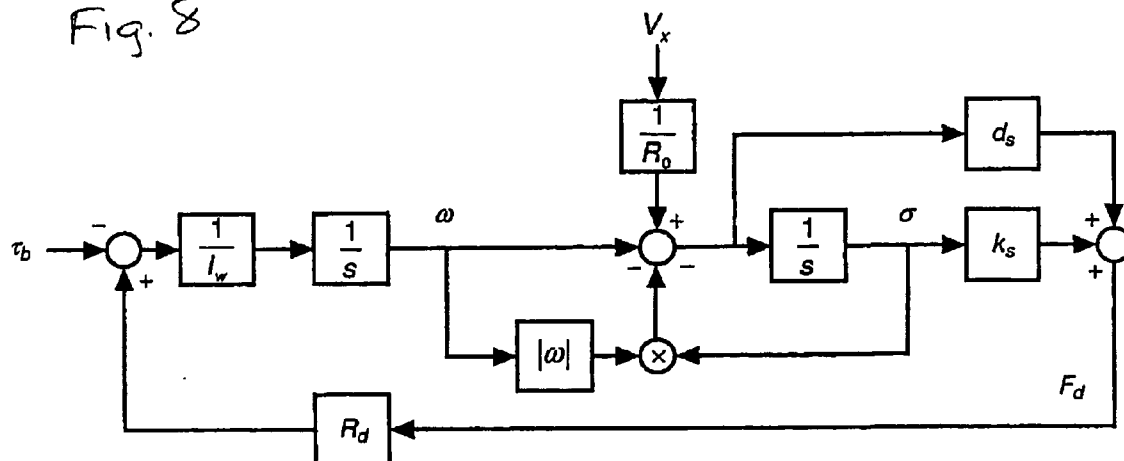 Fig. 8
V_x
1
R_0
d_s
τ_b
−
+
1
I_w
1
s
ω
+
−
−
1
s
σ
k_s
+
+
|ω|
×
R_d
F_d